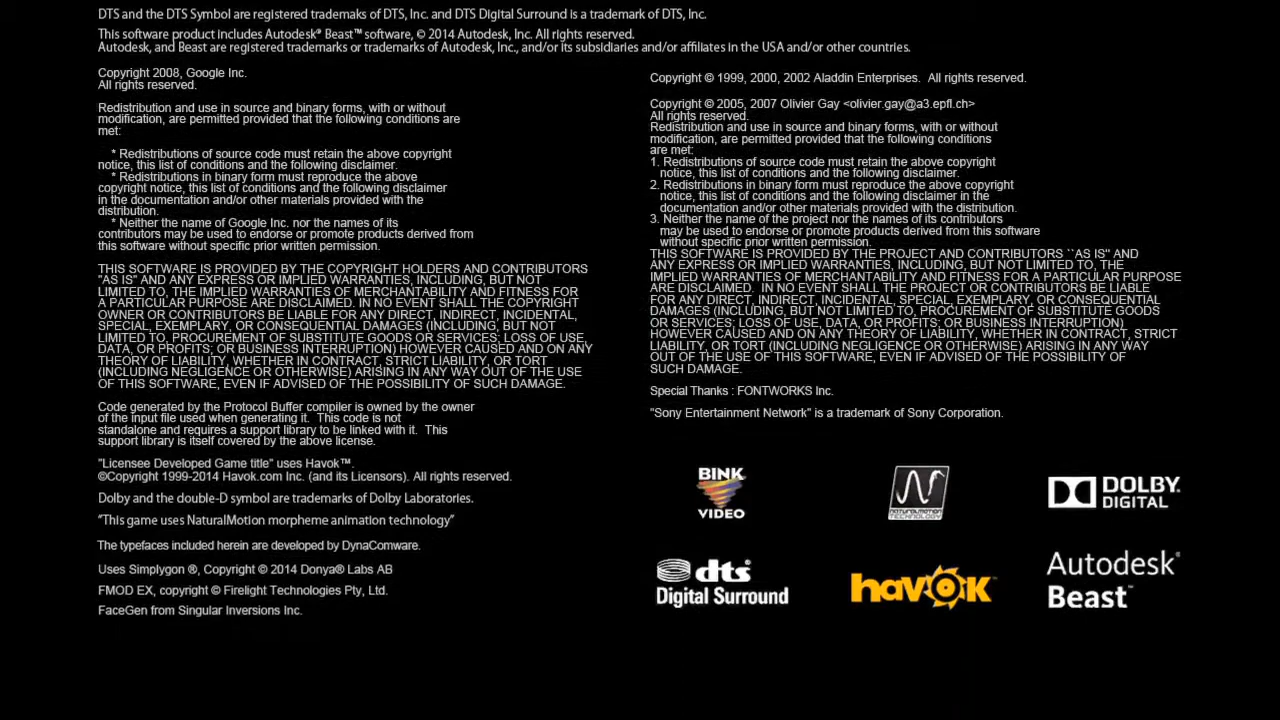 DTS and the DTS Symbol are registered trademaks of DTS, Inc. and DTS Digital Surround is a trademark of DTS, Inc.
This software product includes Autodesk® Beast™ software, © 2014 Autodesk, Inc. All rights reserved.
Autodesk, and Beast are registered trademarks or trademarks of Autodesk, Inc., and/or its subsidiaries and/or affiliates in the USA and/or other countries.
Copyright 2008, Google Inc.
All rights reserved.
Redistribution and use in source and binary forms, with or without
modification, are permitted provided that the following conditions are
met:
* Redistributions of source code must retain the above copyright
notice, this list of conditions and the following disclaimer.
* Redistributions in binary form must reproduce the above
copyright notice, this list of conditions and the following disclaimer
in the documentation and/or other materials provided with the
distribution.
* Neither the name of Google Inc. nor the names of its
contributors may be used to endorse or promote products derived from
this software without specific prior written permission.
THIS SOFTWARE IS PROVIDED BY THE COPYRIGHT HOLDERS AND CONTRIBUTORS
"AS IS" AND ANY EXPRESS OR IMPLIED WARRANTIES, INCLUDING, BUT NOT
LIMITED TO, THE IMPLIED WARRANTIES OF MERCHANTABILITY AND FITNESS FOR
A PARTICULAR PURPOSE ARE DISCLAIMED. IN NO EVENT SHALL THE COPYRIGHT
OWNER OR CONTRIBUTORS BE LIABLE FOR ANY DIRECT, INDIRECT, INCIDENTAL,
SPECIAL, EXEMPLARY, OR CONSEQUENTIAL DAMAGES (INCLUDING, BUT NOT
LIMITED TO, PROCUREMENT OF SUBSTITUTE GOODS OR SERVICES; LOSS OF USE,
DATA, OR PROFITS; OR BUSINESS INTERRUPTION) HOWEVER CAUSED AND ON ANY
THEORY OF LIABILITY, WHETHER IN CONTRACT, STRICT LIABILITY, OR TORT
(INCLUDING NEGLIGENCE OR OTHERWISE) ARISING IN ANY WAY OUT OF THE USE
OF THIS SOFTWARE, EVEN IF ADVISED OF THE POSSIBILITY OF SUCH DAMAGE.
Code generated by the Protocol Buffer compiler is owned by the owner
of the input file used when generating it. This code is not
standalone and requires a support library to be linked with it. This
support library is itself covered by the above license.
"Licensee Developed Game title" uses Havok™.
©Copyright 1999-2014 Havok.com Inc. (and its Licensors). All rights reserved.
Dolby and the double-D symbol are trademarks of Dolby Laboratories.
"This game uses NaturalMotion morpheme animation technology"
The typefaces included herein are developed by DynaComware.
Uses Simplygon ®, Copyright © 2014 Donya® Labs AB
FMOD EX, copyright © Firelight Technologies Pty, Ltd.
FaceGen from Singular Inversions Inc.
Copyright © 1999, 2000, 2002 Aladdin Enterprises. All rights reserved.
Copyright © 2005, 2007 Olivier Gay <olivier.gay@a3.epfl.ch>
All rights reserved.
Redistribution and use in source and binary forms, with or without
modification, are permitted provided that the following conditions
are met:
1. Redistributions of source code must retain the above copyright
notice, this list of conditions and the following disclaimer.
2. Redistributions in binary form must reproduce the above copyright
notice, this list of conditions and the following disclaimer in the
documentation and/or other materials provided with the distribution.
3. Neither the name of the project nor the names of its contributors
may be used to endorse or promote products derived from this software
without specific prior written permission.
THIS SOFTWARE IS PROVIDED BY THE PROJECT AND CONTRIBUTORS ``AS IS'' AND
ANY EXPRESS OR IMPLIED WARRANTIES, INCLUDING, BUT NOT LIMITED TO, THE
IMPLIED WARRANTIES OF MERCHANTABILITY AND FITNESS FOR A PARTICULAR PURPOSE
ARE DISCLAIMED. IN NO EVENT SHALL THE PROJECT OR CONTRIBUTORS BE LIABLE
FOR ANY DIRECT, INDIRECT, INCIDENTAL, SPECIAL, EXEMPLARY, OR CONSEQUENTIAL
DAMAGES (INCLUDING, BUT NOT LIMITED TO, PROCUREMENT OF SUBSTITUTE GOODS
OR SERVICES; LOSS OF USE, DATA, OR PROFITS; OR BUSINESS INTERRUPTION)
HOWEVER CAUSED AND ON ANY THEORY OF LIABILITY, WHETHER IN CONTRACT, STRICT
LIABILITY, OR TORT (INCLUDING NEGLIGENCE OR OTHERWISE) ARISING IN ANY WAY
OUT OF THE USE OF THIS SOFTWARE, EVEN IF ADVISED OF THE POSSIBILITY OF
SUCH DAMAGE.
Special Thanks : FONTWORKS Inc.
"Sony Entertainment Network" is a trademark of Sony Corporation.
BINK
VIDEO
NATURALMOTION
TECHNOLOGY
DOLBY
DIGITAL
dts
Digital Surround
havok
Autodesk®
Beast™